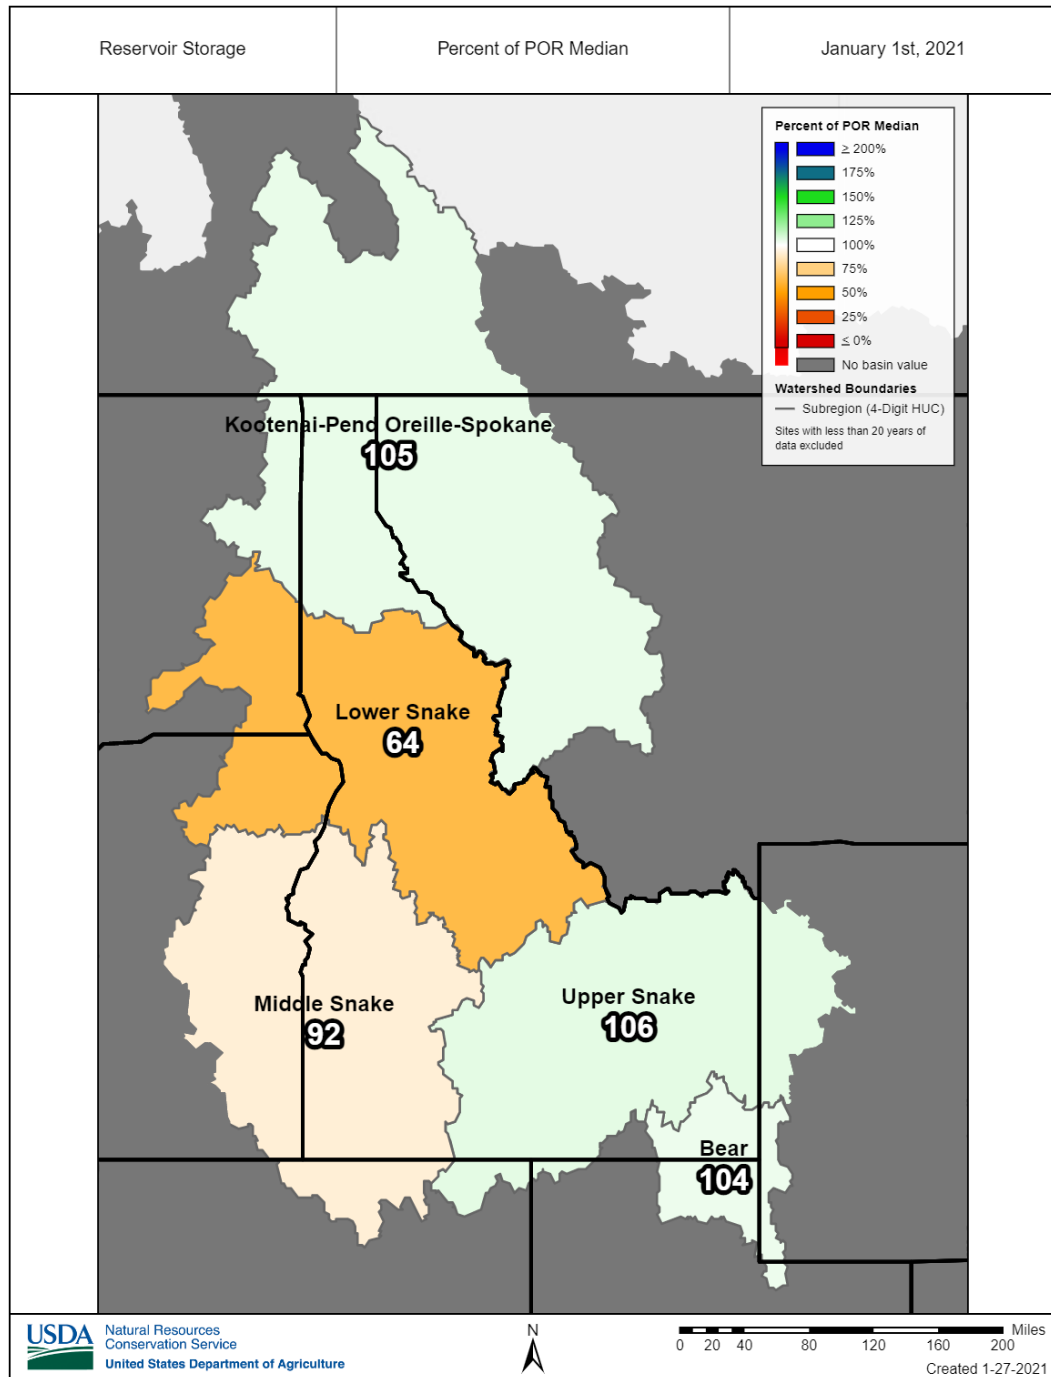 Reservoir Storage
Percent of POR Median
January 1st, 2021
Percent of POR Median
≥ 200%
175%
150%
125%
100%
75%
50%
25%
≤ 0%
No basin value
Watershed Boundaries
Subregion (4-Digit HUC)
Sites with less than 20 years of
data excluded
Kootenai-Pend Oreille-Spokane
105
Lower Snake
64
Middle Snake
92
Upper Snake
106
Bear
104
USDA
Natural Resources
Conservation Service
United States Department of Agriculture
N
Miles
0 20 40 80 120 160 200
Created 1-27-2021